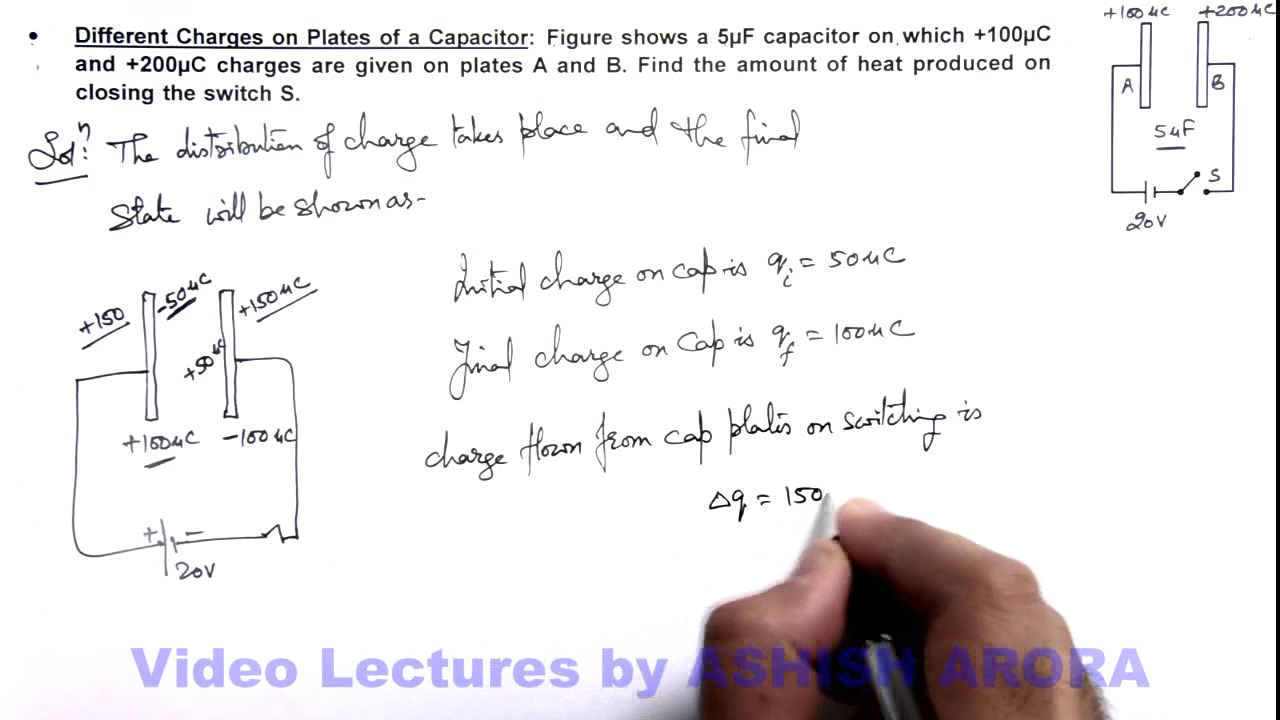 • Different Charges on Plates of a Capacitor: Figure shows a 5µF capacitor on which +100µC
and +200µC charges are given on plates A and B. Find the amount of heat produced on
closing the switch S.
+100µC +200µC
A B
5µF
S
20V
Solⁿ: The distribution of charge takes place and the final
State will be shown as-
+150 -50µC +150µC
+50µC
+100µC -100µC
+ -
20V
Initial charge on cap is qi = 50µC
Final charge on Cap is qf = 100µC
charge flown from cap plates on switching is
Δq = 150
Video Lectures by ASHISH ARORA